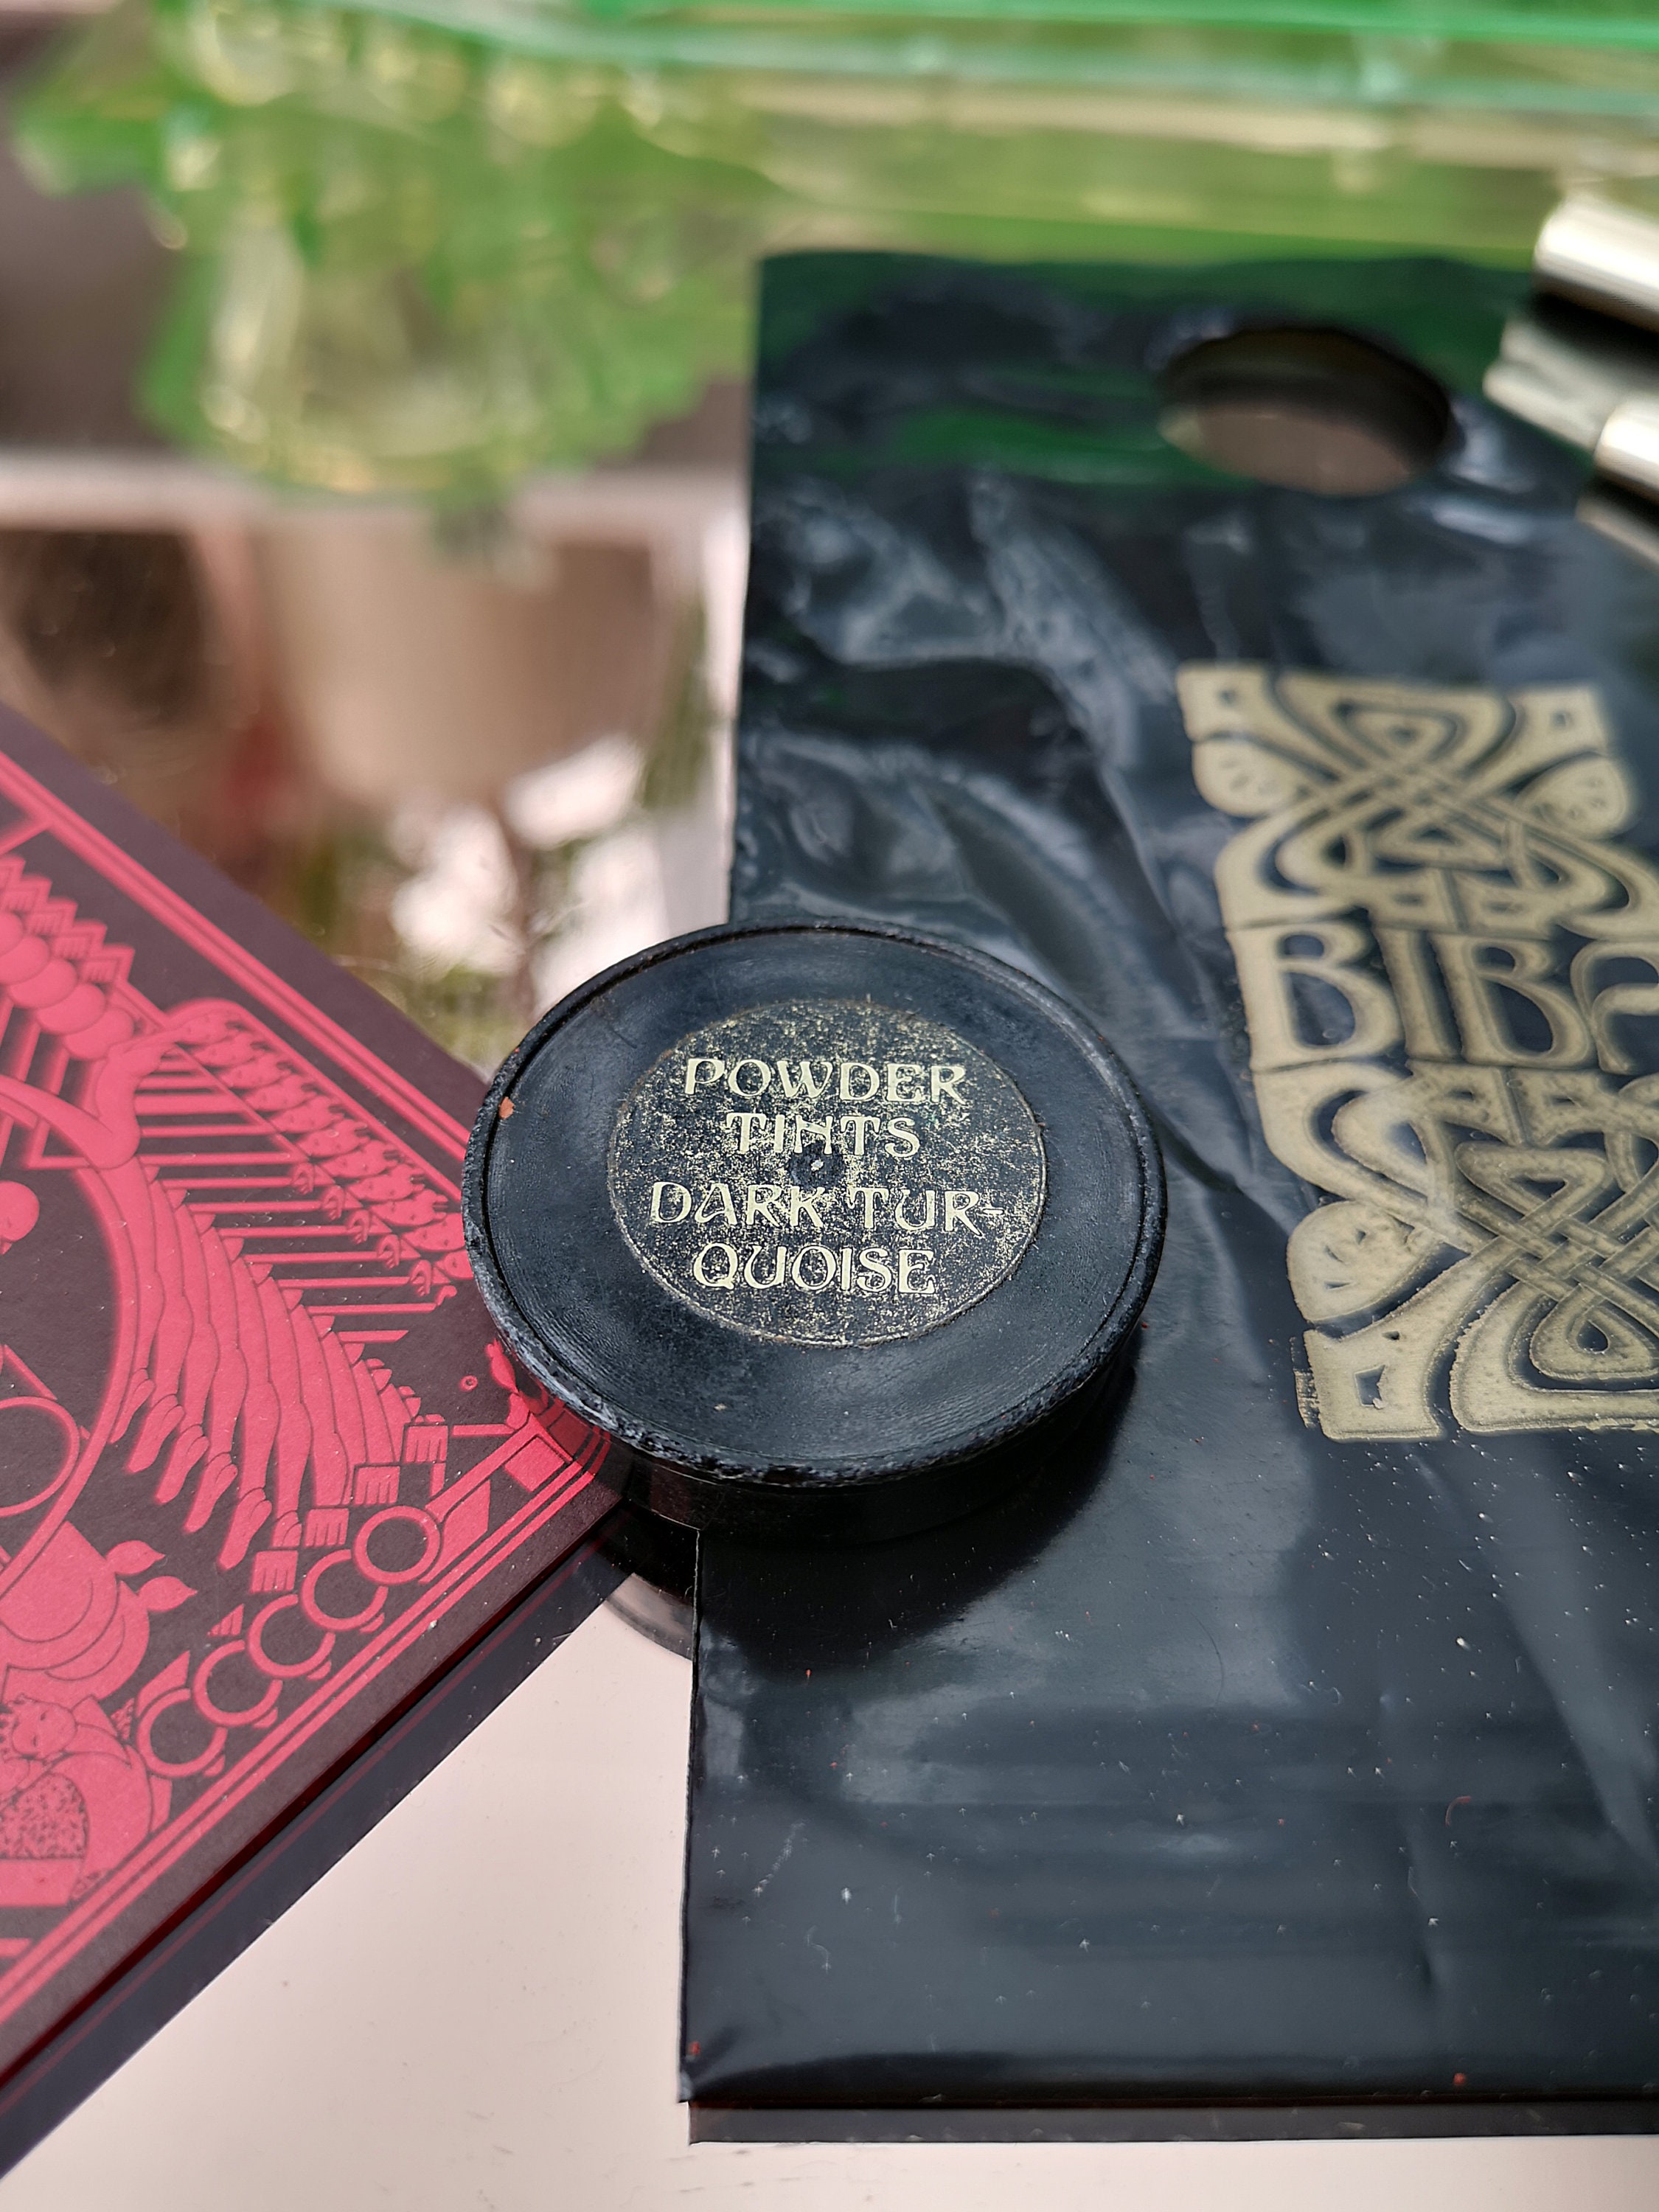 POWDER
TINTS
DARK TUR-
QUOISE
BIBA